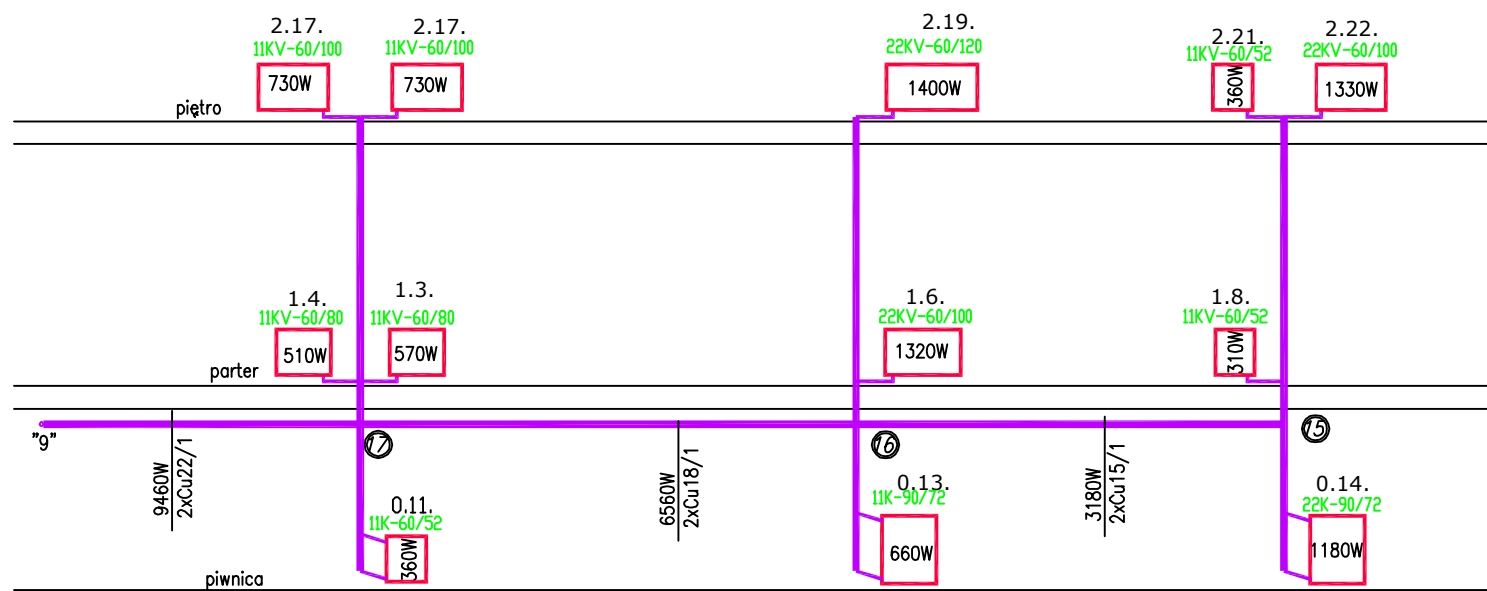 2.17.
11KV-60/100
730W
2.17.
11KV-60/100
730W
2.19.
22KV-60/120
1400W
2.21.
11KV-60/52
360W
2.22.
22KV-60/100
1330W
piętro
1.4.
11KV-60/80
510W
1.3.
11KV-60/80
570W
1.6.
22KV-60/100
1320W
1.8.
11KV-60/52
310W
parter
"9"
9460W
2xCu22/1
17
6560W
2xCu18/1
16
3180W
2xCu15/1
15
0.11.
11K-60/52
360W
0.13.
11K-90/72
660W
0.14.
22K-90/72
1180W
piwnica